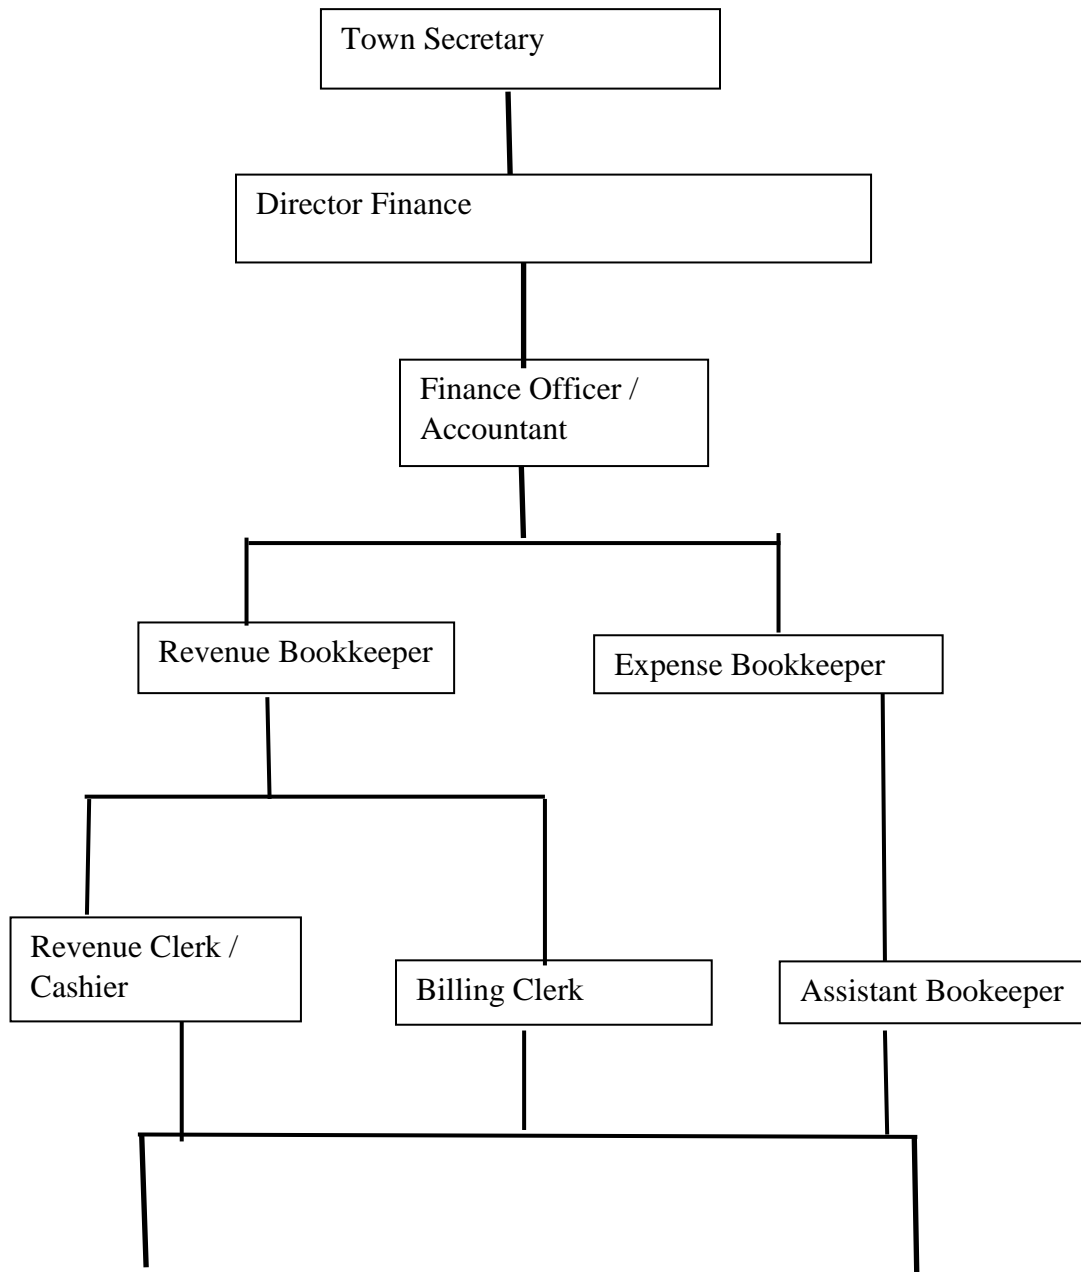 Town Secretary
Director Finance
Finance Officer /
Accountant
Revenue Bookkeeper
Expense Bookkeeper
Revenue Clerk /
Cashier
Billing Clerk
Assistant Bookeeper